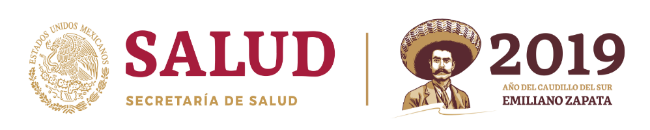 ESTADOS UNIDOS MEXICANOS
SALUD
SECRETARÍA DE SALUD
2019
AÑO DEL CAUDILLO DEL SUR
EMILIANO ZAPATA